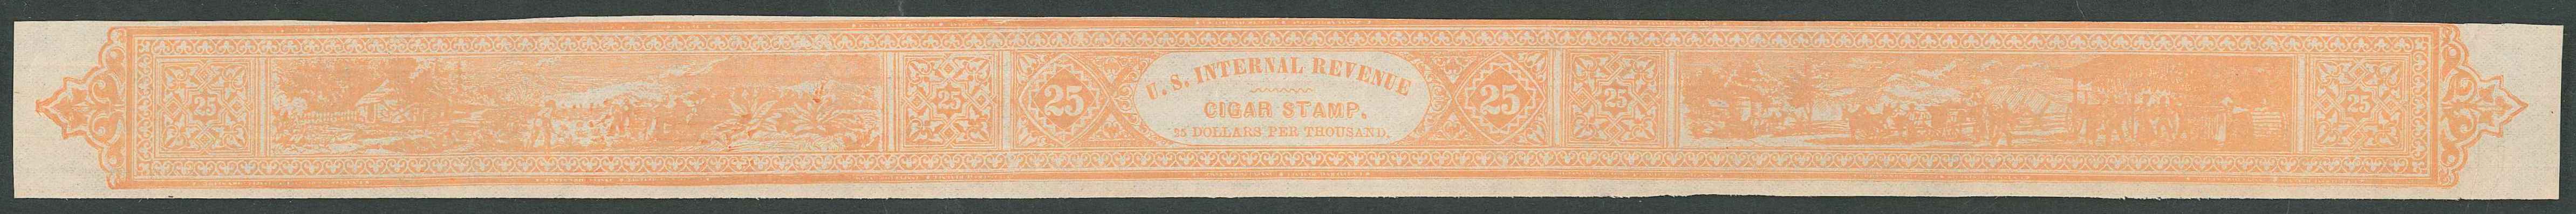 25
25
25
U. S. INTERNAL REVENUE
CIGAR STAMP,
25 DOLLARS PER THOUSAND.
25
25
25